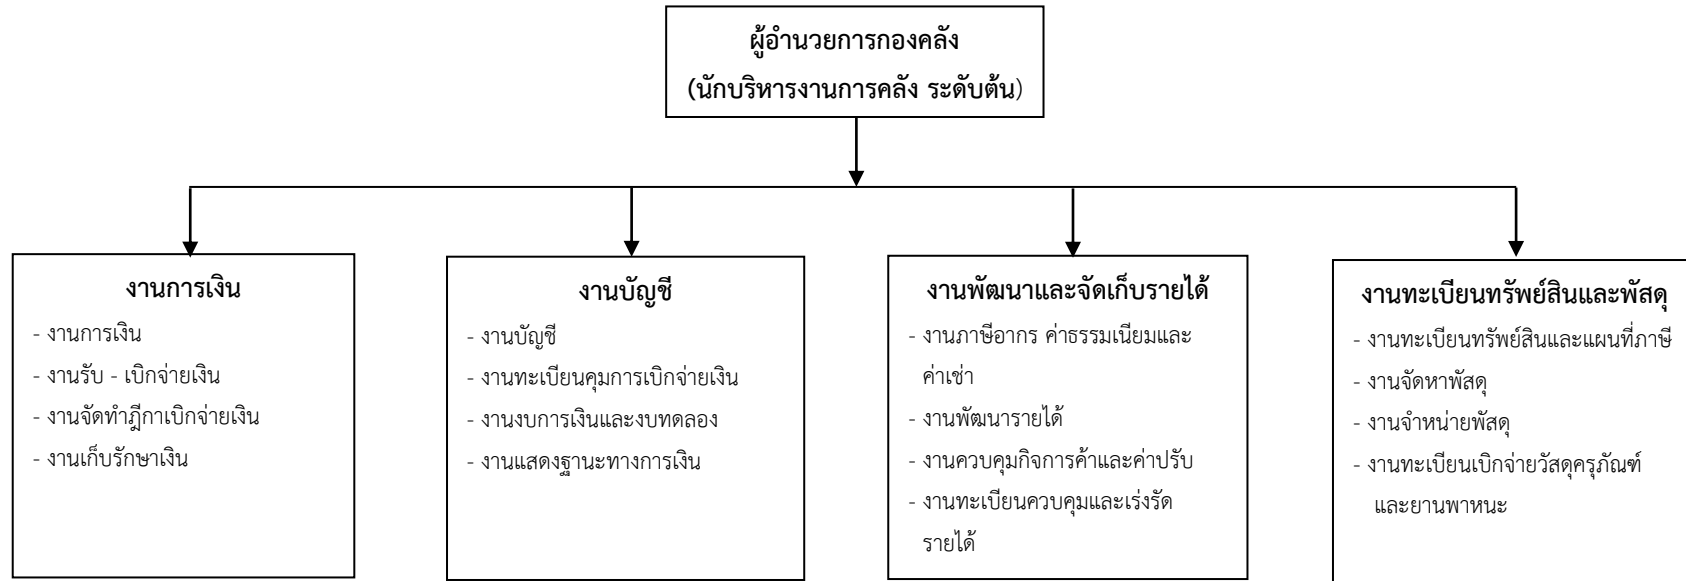 ผู้อำนวยการกองคลัง
(นักบริหารงานการคลัง ระดับต้น)
งานการเงิน
- งานการเงิน
- งานรับ - เบิกจ่ายเงิน
- งานจัดทำฎีกาเบิกจ่ายเงิน
- งานเก็บรักษาเงิน
งานบัญชี
- งานบัญชี
- งานทะเบียนคุมการเบิกจ่ายเงิน
- งานงบการเงินและงบทดลอง
- งานแสดงฐานะทางการเงิน
งานพัฒนาและจัดเก็บรายได้
- งานภาษีอากร ค่าธรรมเนียมและ
ค่าเช่า
- งานพัฒนารายได้
- งานควบคุมกิจการค้าและค่าปรับ
- งานทะเบียนควบคุมและเร่งรัด
รายได้
งานทะเบียนทรัพย์สินและพัสดุ
- งานทะเบียนทรัพย์สินและแผนที่ภาษี
- งานจัดหาพัสดุ
- งานจำหน่ายพัสดุ
- งานทะเบียนเบิกจ่ายวัสดุครุภัณฑ์
และยานพาหนะ